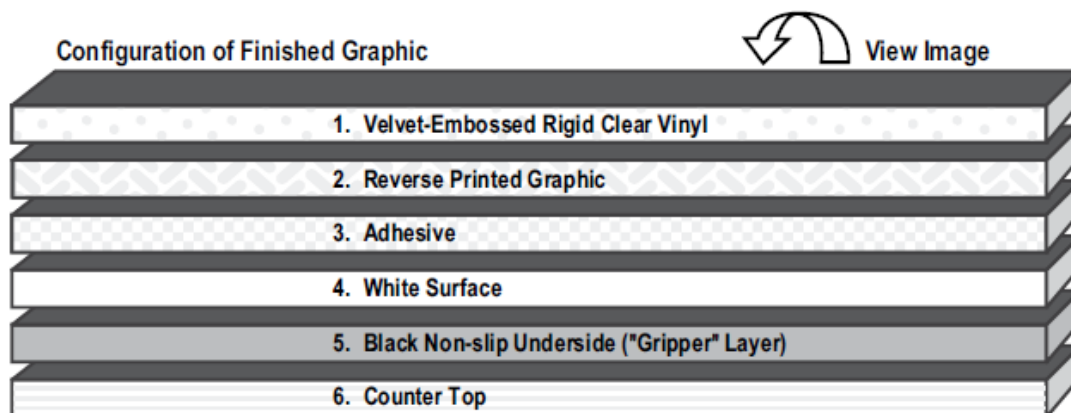 Configuration of Finished Graphic
View Image
1. Velvet-Embossed Rigid Clear Vinyl
2. Reverse Printed Graphic
3. Adhesive
4. White Surface
5. Black Non-slip Underside ("Gripper" Layer)
6. Counter Top